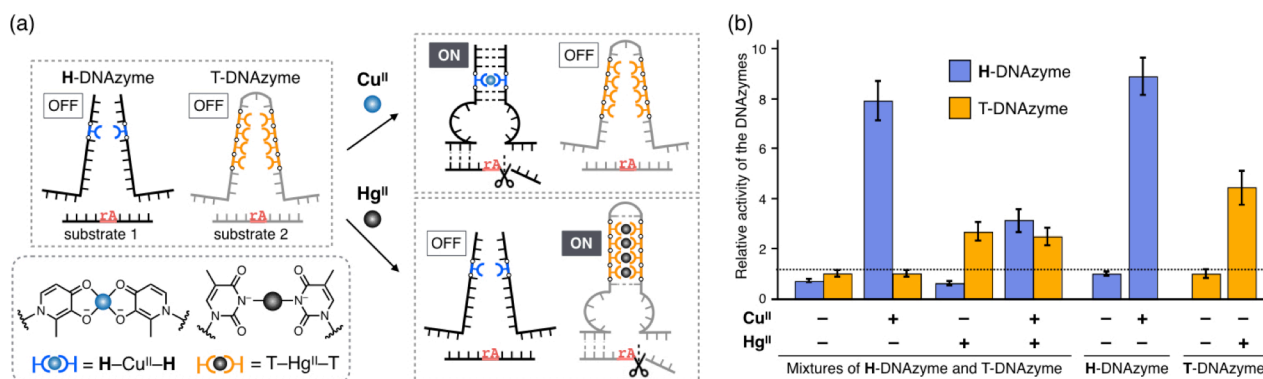 (a)
H-DNAzyme
T-DNAzyme
OFF
OFF
rA
rA
substrate 1
substrate 2
Cu^II
Hg^II
ON
OFF
rA
rA
OFF
ON
rA
rA
O
O
O
O
N
N
O⁻
O⁻
O
O
N⁻
N⁻
N
N
O
O
= H–Cu^II–H
= T–Hg^II–T
(b)
Relative activity of the DNAzymes
10
8
6
4
2
0
H-DNAzyme
T-DNAzyme
Cu^II – + – + – + – –
Hg^II – – + + – – – +
Mixtures of H-DNAzyme and T-DNAzyme
H-DNAzyme
T-DNAzyme